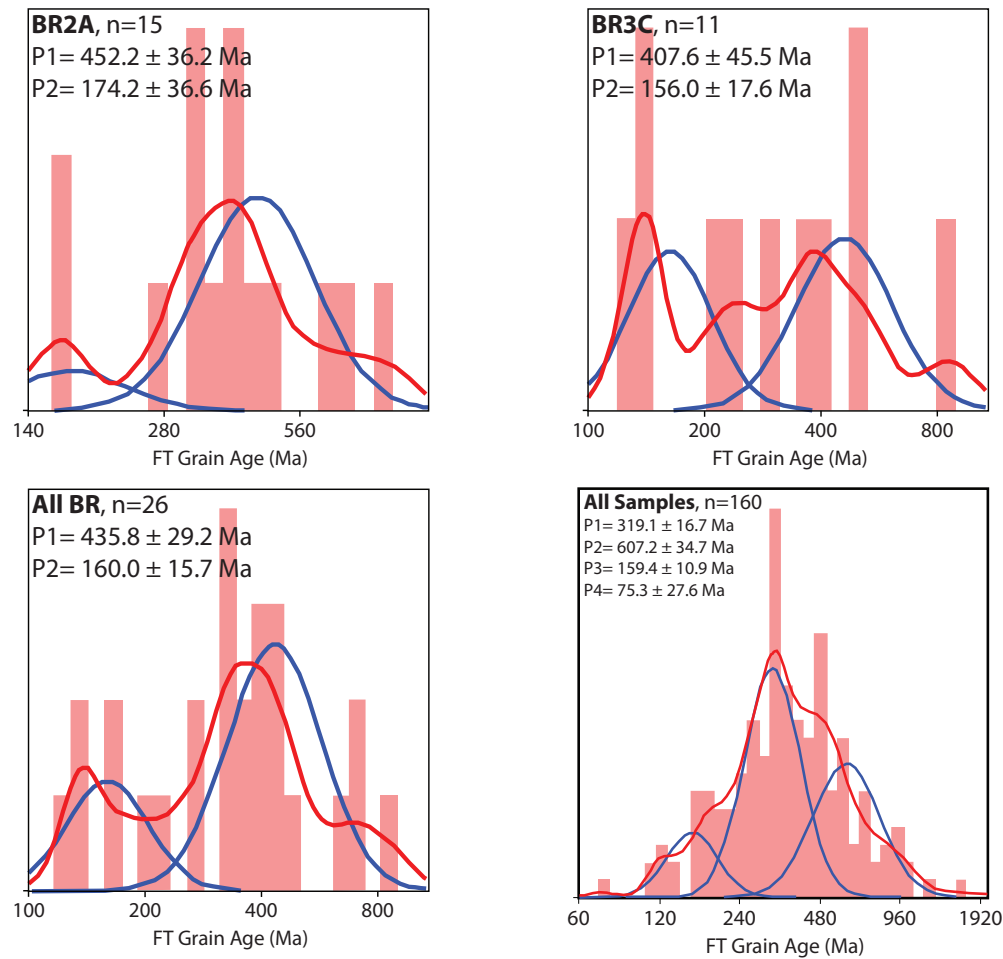 BR2A, n=15
P1= 452.2 ± 36.2 Ma
P2= 174.2 ± 36.6 Ma
140 280 560
FT Grain Age (Ma)
BR3C, n=11
P1= 407.6 ± 45.5 Ma
P2= 156.0 ± 17.6 Ma
100 200 400 800
FT Grain Age (Ma)
All BR, n=26
P1= 435.8 ± 29.2 Ma
P2= 160.0 ± 15.7 Ma
100 200 400 800
FT Grain Age (Ma)
All Samples, n=160
P1= 319.1 ± 16.7 Ma
P2= 607.2 ± 34.7 Ma
P3= 159.4 ± 10.9 Ma
P4= 75.3 ± 27.6 Ma
60 120 240 480 960 1920
FT Grain Age (Ma)